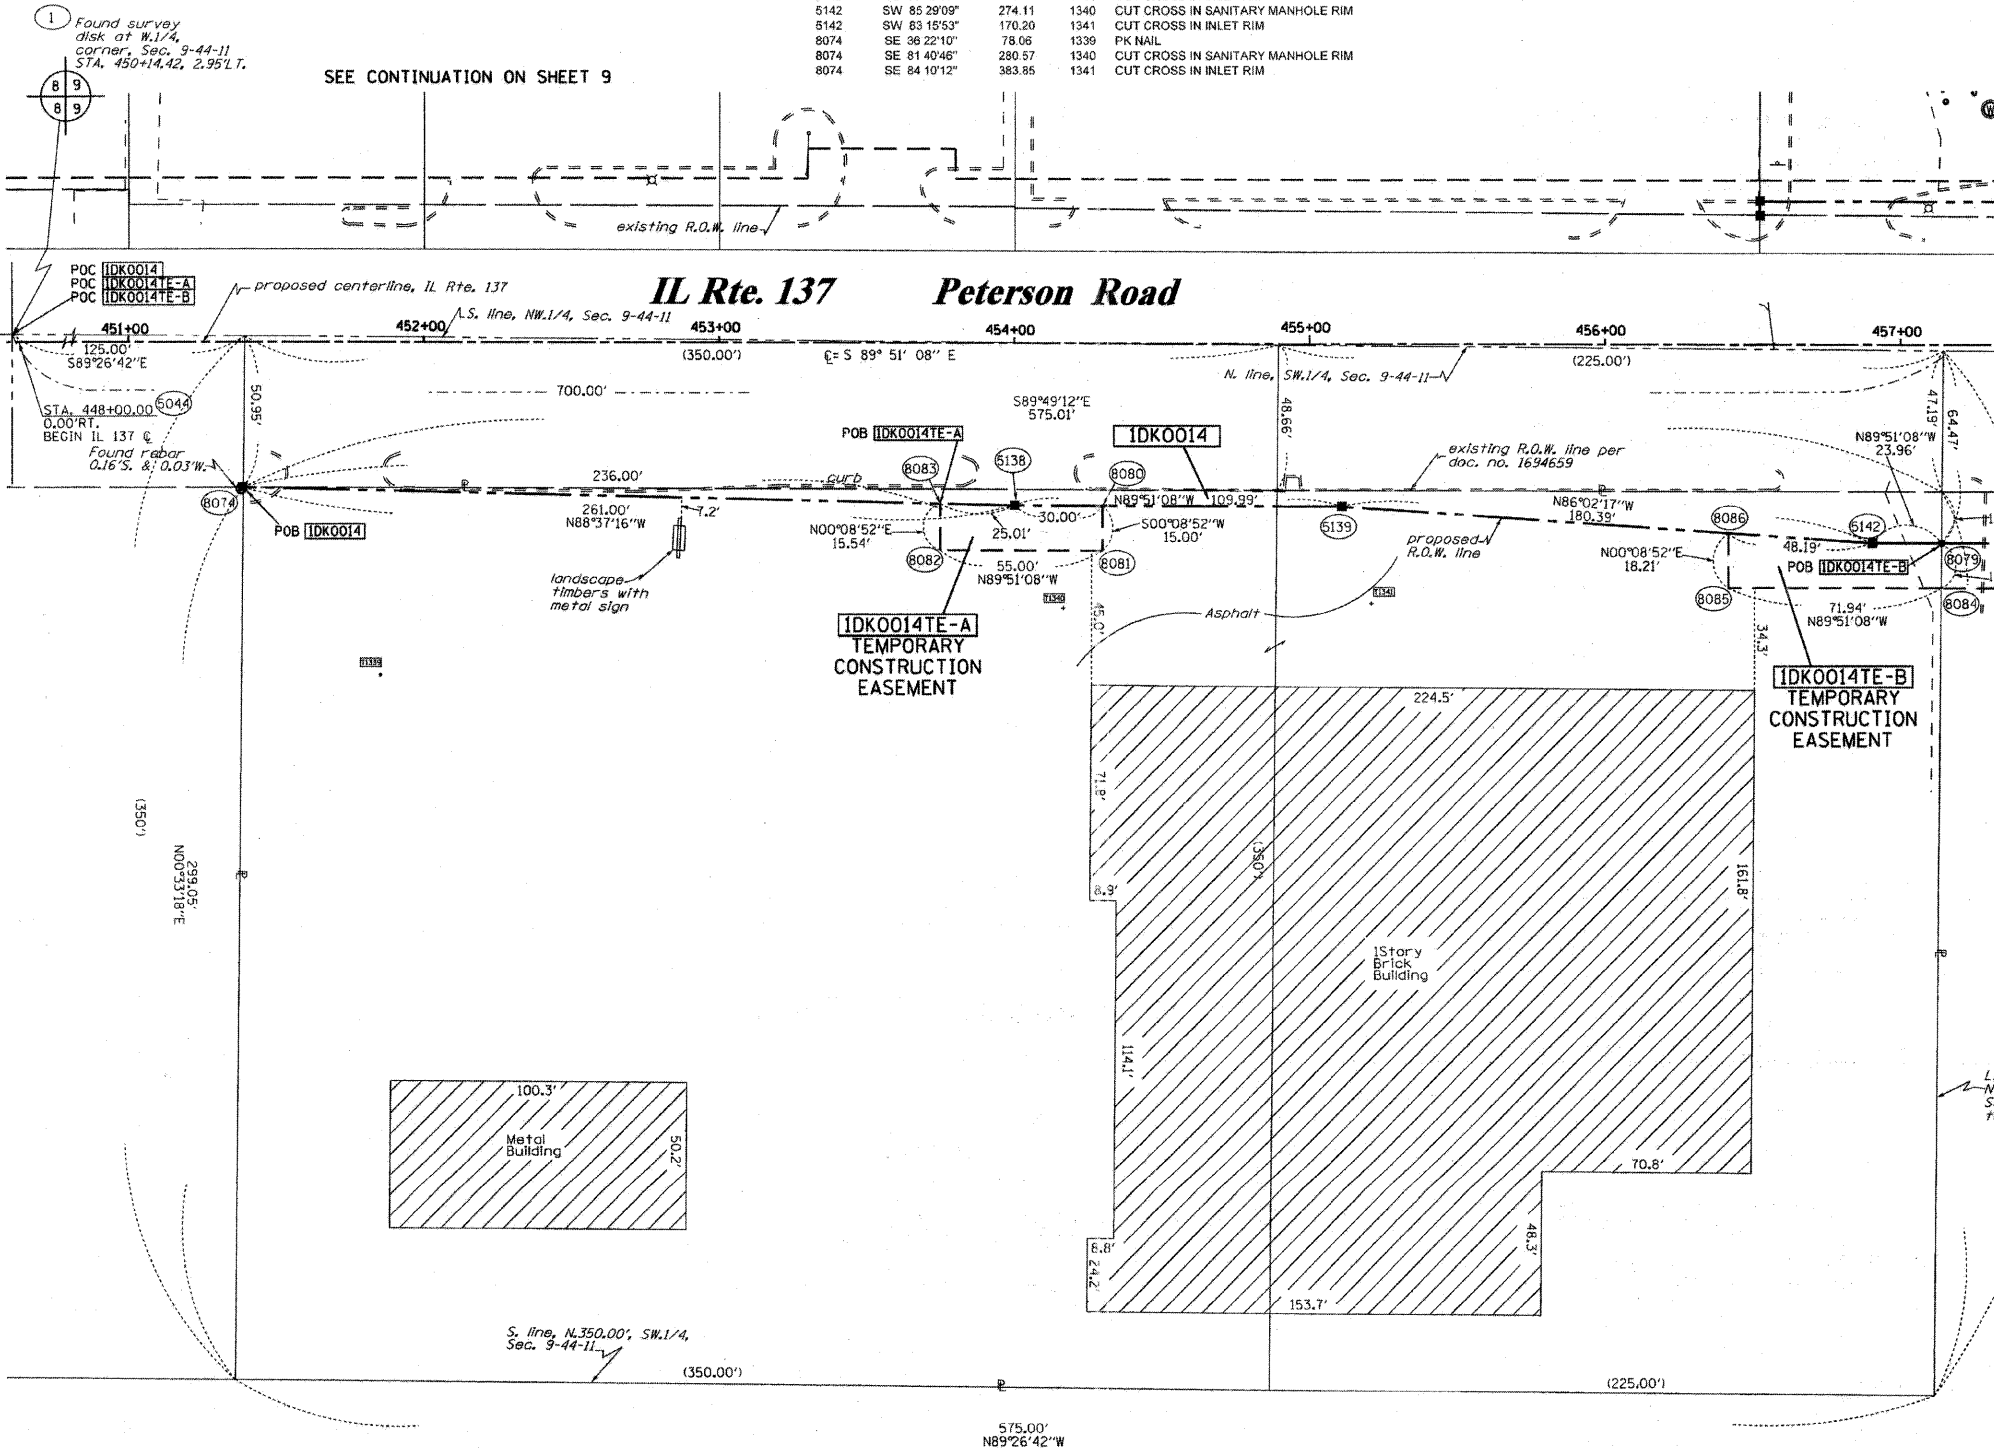 5142 SW 85 29'09" 274.11 1340 CUT CROSS IN SANITARY MANHOLE RIM
5142 SW 83 15'53" 170.20 1341 CUT CROSS IN INLET RIM
8074 SE 36 22'10" 78.06 1339 PK NAIL
8074 SE 81 40'46" 280.57 1340 CUT CROSS IN SANITARY MANHOLE RIM
8074 SE 84 10'12" 383.85 1341 CUT CROSS IN INLET RIM
1
Found survey
disk at W.1/4,
corner, Sec. 9-44-11
STA. 450+14.42, 2.95'LT.
8 9
8 9
SEE CONTINUATION ON SHEET 9
existing R.O.W. line
POC 1DK0014
POC 1DK0014TE-A
POC 1DK0014TE-B
proposed centerline, IL Rte. 137
IL Rte. 137 Peterson Road
S. line, NW.1/4, Sec. 9-44-11
451+00 452+00 453+00 454+00 455+00 456+00 457+00
125.00'
S89°26'42"E
(350.00')
℄= S 89° 51' 08" E
(225.00')
N. line, SW.1/4, Sec. 9-44-11
700.00'
STA. 448+00.00
0.00'RT.
BEGIN IL 137 ℄
5044
50.95'
S89°49'12"E
575.01'
48.66'
47.19'
64.47'
Found rebar
0.16'S. & 0.03'W.
8074
POB 1DK0014
236.00'
curb
261.00'
N88°37'16"W
7.2'
landscape
timbers with
metal sign
POB 1DK0014TE-A
8083
5138
1DK0014
8080
N89°51'08"W 109.99'
30.00'
25.01'
N00°08'52"E
15.54'
S00°08'52"W
15.00'
8082
55.00'
N89°51'08"W
8081
5139
existing R.O.W. line per
doc. no. 1694659
N86°02'17"W
180.39'
proposed
R.O.W. line
N89°51'08"W
23.96'
8086
5142
48.19'
N00°08'52"E
18.21'
POB 1DK0014TE-B
8079
8085
8084
71.94'
N89°51'08"W
T1339
T1340
T1341
Asphalt
45.0'
34.3'
1DK0014TE-A
TEMPORARY
CONSTRUCTION
EASEMENT
1DK0014TE-B
TEMPORARY
CONSTRUCTION
EASEMENT
224.5'
71.8'
8.9'
(350')
161.8'
(350')
299.05'
N00°33'18"E
1Story
Brick
Building
114.1'
100.3'
Metal
Building
50.2'
70.8'
48.3'
8.8'
24.2'
153.7'
S. line, N.350.00', SW.1/4,
Sec. 9-44-11
(350.00')
(225.00')
575.00'
N89°26'42"W